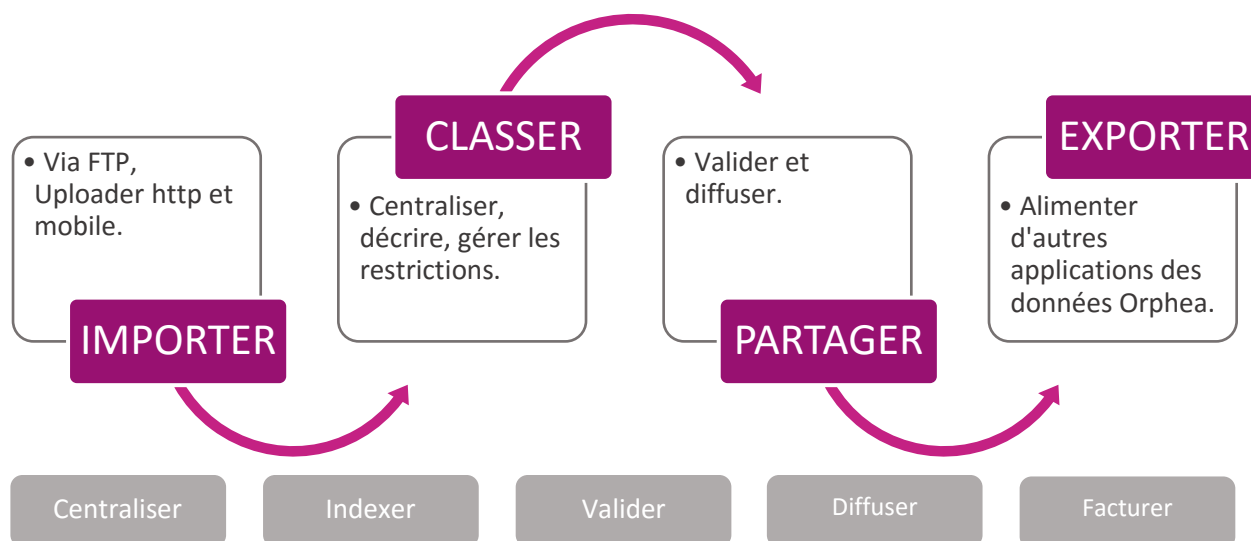 • Via FTP,
Uploader http et
mobile.
IMPORTER
CLASSER
• Centraliser,
décrire, gérer les
restrictions.
• Valider et
diffuser.
PARTAGER
EXPORTER
• Alimenter
d'autres
applications des
données Orphea.
Centraliser
Indexer
Valider
Diffuser
Facturer